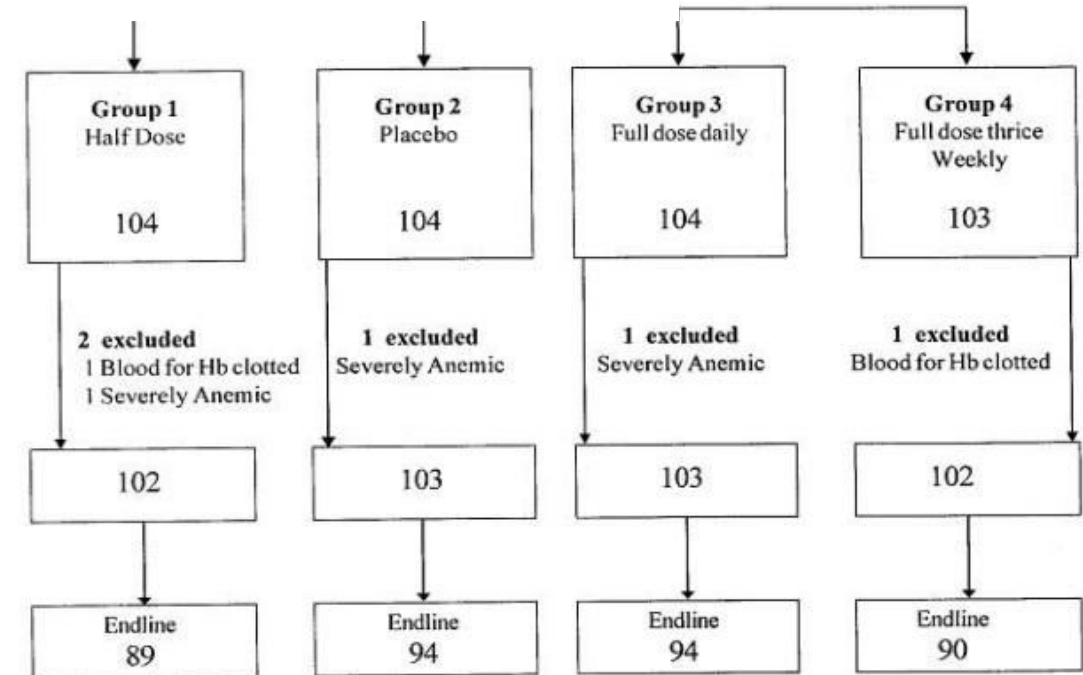 Group 1
Half Dose
104
Group 2
Placebo
104
Group 3
Full dose daily
104
Group 4
Full dose thrice
Weekly
103
2 excluded
1 Blood for Hb clotted
1 Severely Anemic
1 excluded
Severely Anemic
1 excluded
Severely Anemic
1 excluded
Blood for Hb clotted
102
103
103
102
Endline
89
Endline
94
Endline
94
Endline
90